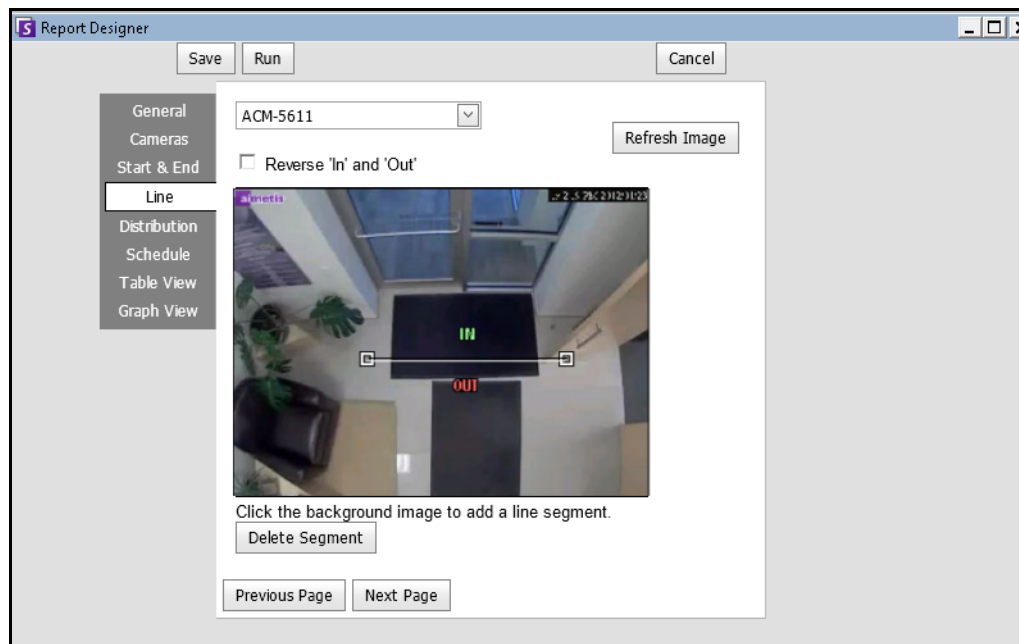 Report Designer
Save
Run
Cancel
General
Cameras
Start & End
Line
Distribution
Schedule
Table View
Graph View
ACM-5611
Refresh Image
Reverse 'In' and 'Out'
aimetis
IN
OUT
Click the background image to add a line segment.
Delete Segment
Previous Page
Next Page